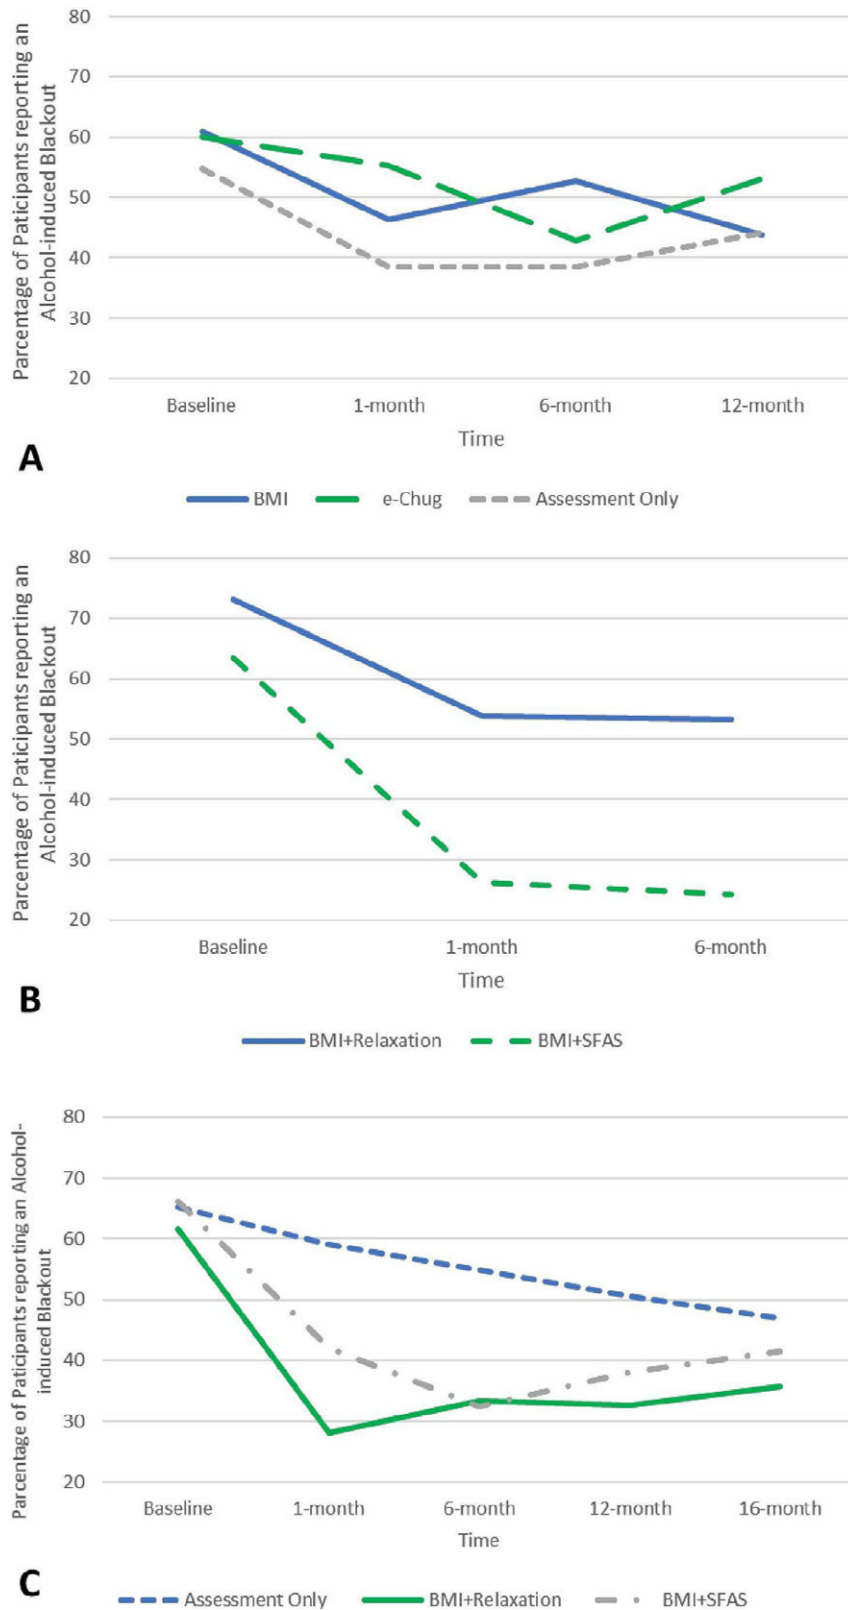 Parcentage of Paticipants reporting an
Alcohol-induced Blackout
80
70
60
50
40
30
20
Baseline 1-month 6-month 12-month
Time
A
BMI e-Chug Assessment Only
Parcentage of Paticipants reporting an
Alcohol-induced Blackout
80
70
60
50
40
30
20
Baseline 1-month 6-month
Time
B
BMI+Relaxation BMI+SFAS
Parcentage of Paticipants reporting an Alcohol-
induced Blackout
80
70
60
50
40
30
20
Baseline 1-month 6-month 12-month 16-month
Time
C
Assessment Only BMI+Relaxation BMI+SFAS